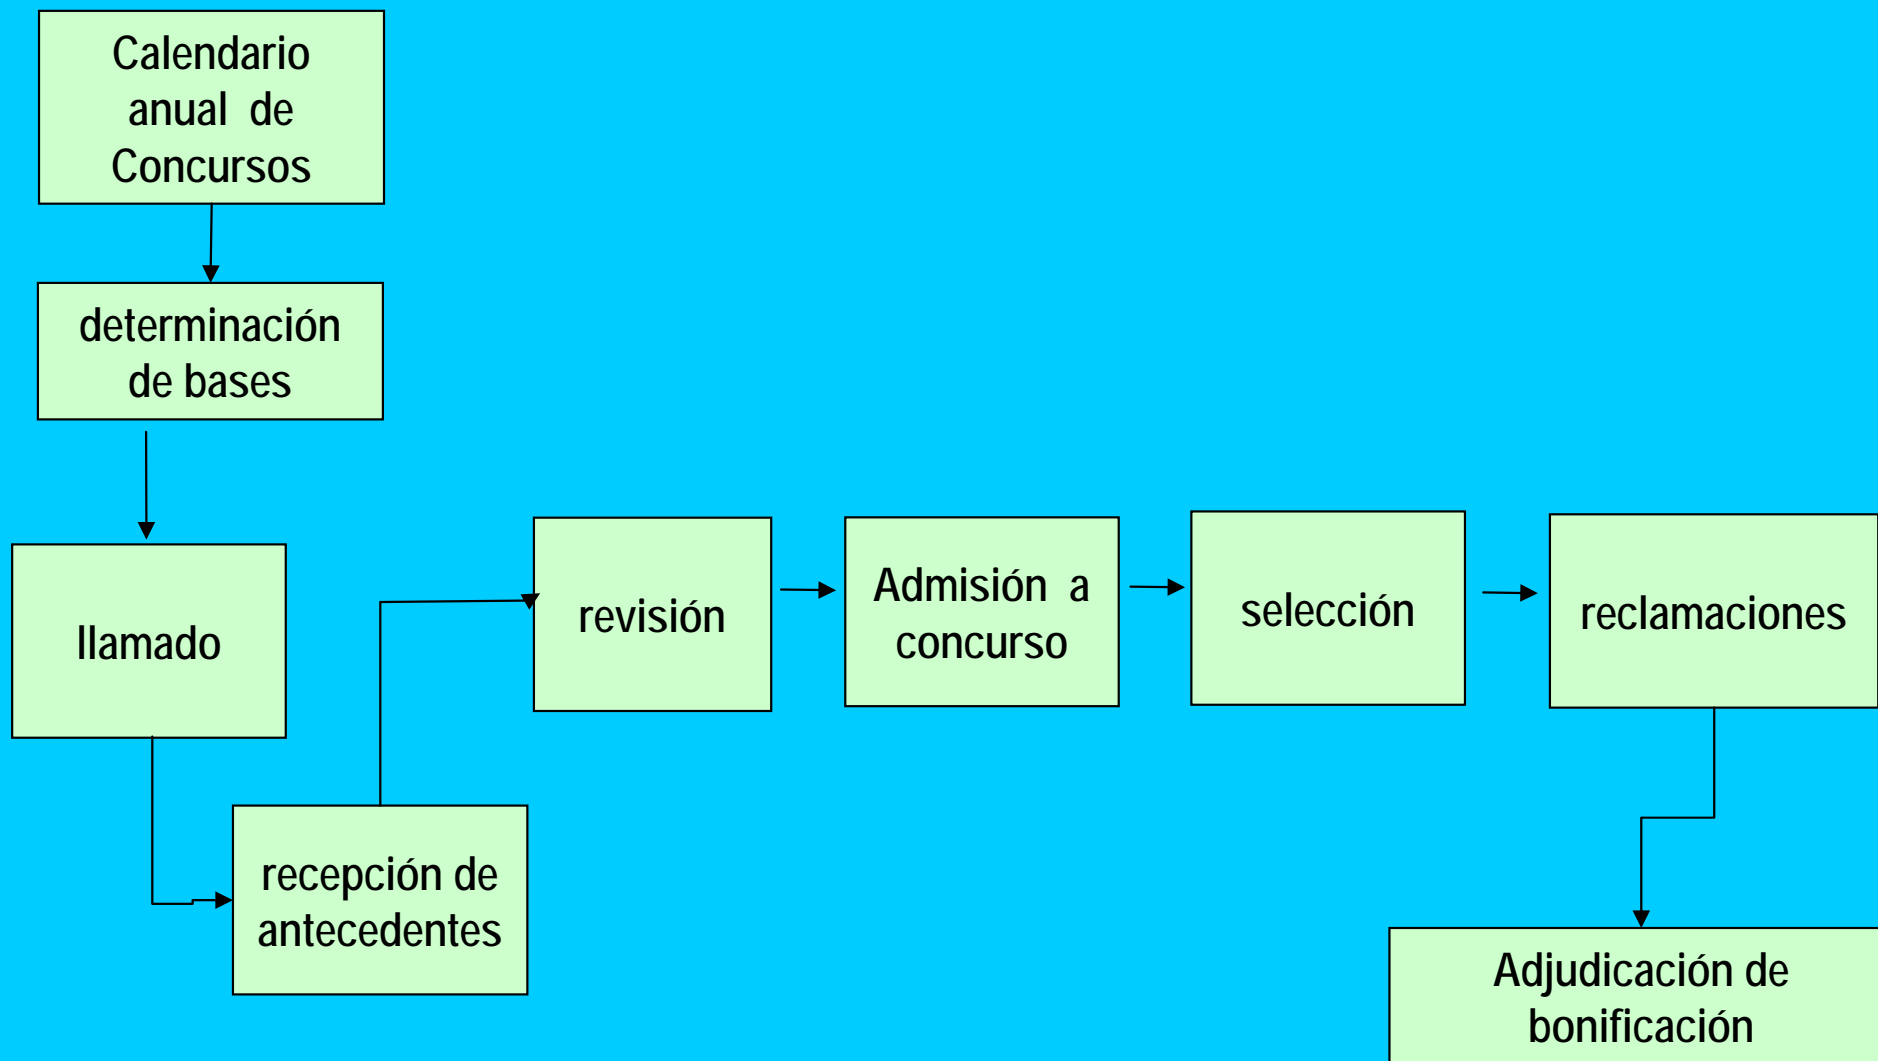 Calendario
anual de
Concursos
determinación
de bases
llamado
recepción de
antecedentes
revisión
Admisión a
concurso
selección
reclamaciones
Adjudicación de
bonificación